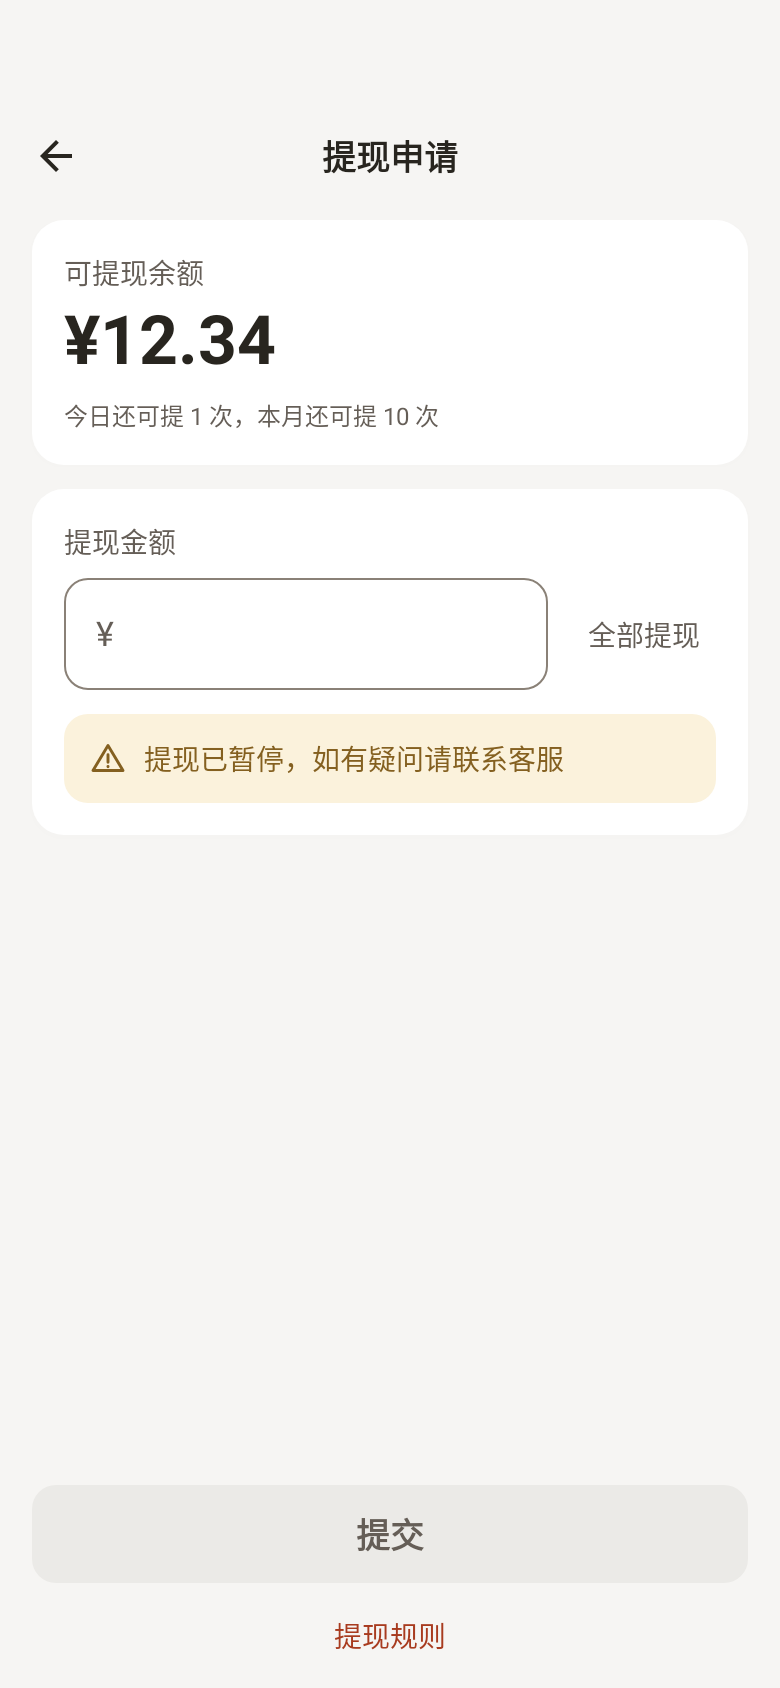 提现申请
可提现余额
¥12.34
今日还可提 1 次，本月还可提 10 次
提现金额
¥
全部提现
提现已暂停，如有疑问请联系客服
提交
提现规则